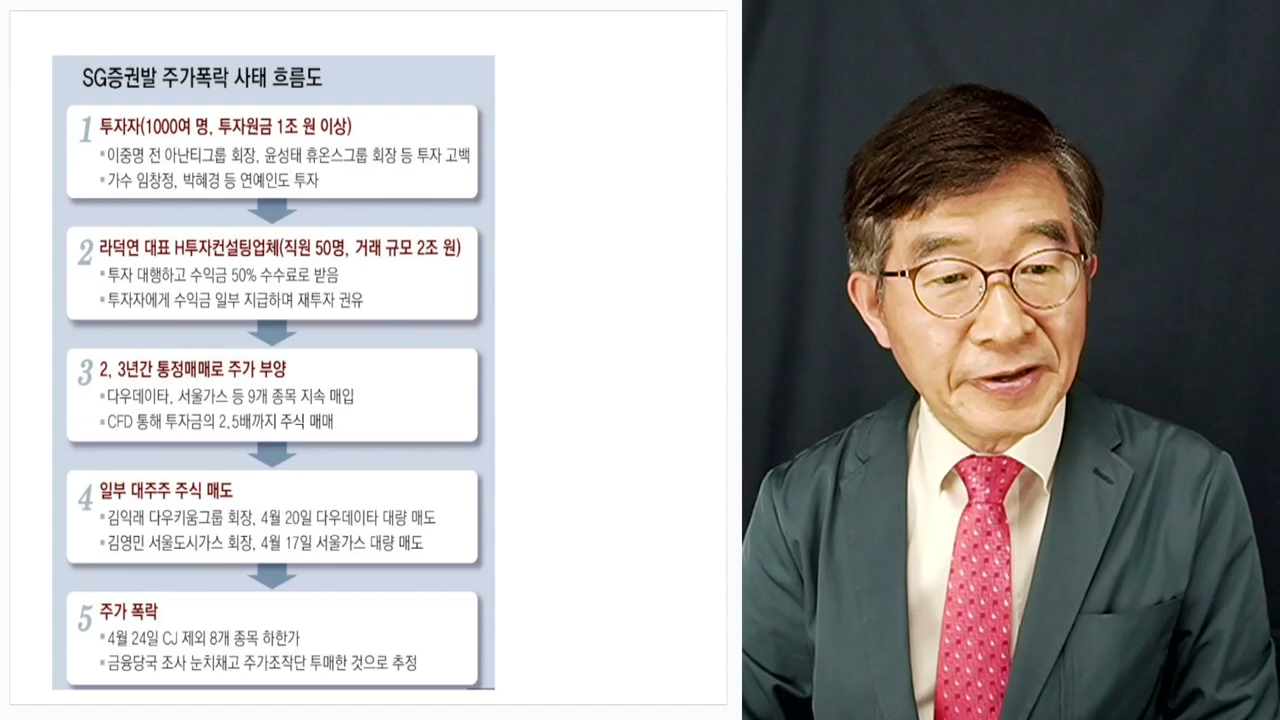 SG증권발 주가폭락 사태 흐름도
1 투자자(1000여 명, 투자원금 1조 원 이상)
▪이중명 전 아난티그룹 회장, 윤성태 휴온스그룹 회장 등 투자 고백
▪가수 임창정, 박혜경 등 연예인도 투자
2 라덕연 대표 H투자컨설팅업체(직원 50명, 거래 규모 2조 원)
▪투자 대행하고 수익금 50% 수수료로 받음
▪투자자에게 수익금 일부 지급하며 재투자 권유
3 2, 3년간 통정매매로 주가 부양
▪다우데이타, 서울가스 등 9개 종목 지속 매입
▪CFD 통해 투자금의 2.5배까지 주식 매매
4 일부 대주주 주식 매도
▪김익래 다우키움그룹 회장, 4월 20일 다우데이타 대량 매도
▪김영민 서울도시가스 회장, 4월 17일 서울가스 대량 매도
5 주가 폭락
▪4월 24일 CJ 제외 8개 종목 하한가
▪금융당국 조사 눈치채고 주가조작단 투매한 것으로 추정